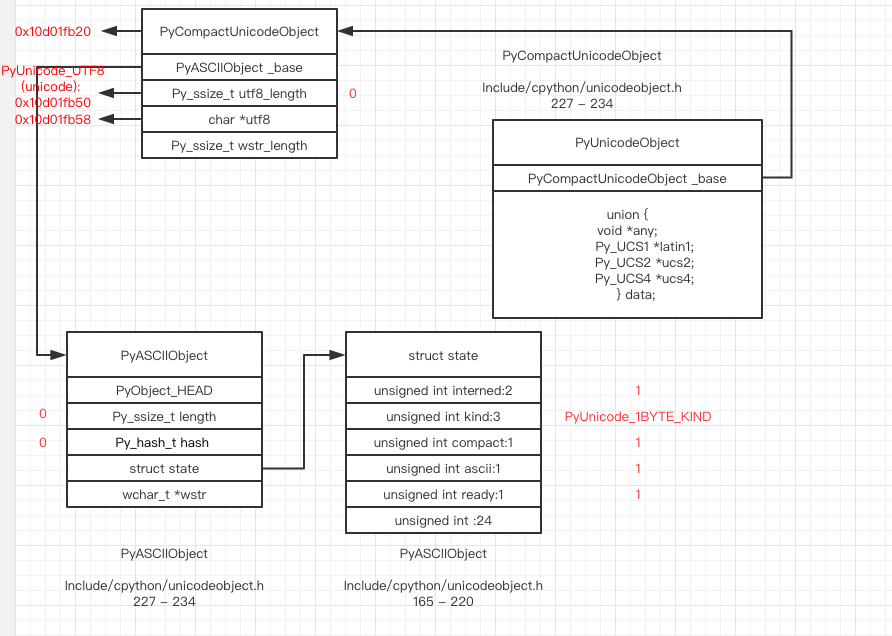 0x10d01fb20
PyCompactUnicodeObject
PyASCIIObject _base
PyUnicode_UTF8
(unicode):
0x10d01fb50
Py_ssize_t utf8_length
0
0x10d01fb58
char *utf8
Py_ssize_t wstr_length
PyCompactUnicodeObject
Include/cpython/unicodeobject.h
227 – 234
PyUnicodeObject
PyCompactUnicodeObject _base
union {
void *any;
Py_UCS1 *latin1;
Py_UCS2 *ucs2;
Py_UCS4 *ucs4;
} data;
PyASCIIObject
PyObject_HEAD
0
Py_ssize_t length
0
Py_hash_t hash
struct state
wchar_t *wstr
PyASCIIObject
Include/cpython/unicodeobject.h
227 – 234
struct state
unsigned int interned:2
1
unsigned int kind:3
PyUnicode_1BYTE_KIND
unsigned int compact:1
1
unsigned int ascii:1
1
unsigned int ready:1
1
unsigned int :24
PyASCIIObject
Include/cpython/unicodeobject.h
165 – 220